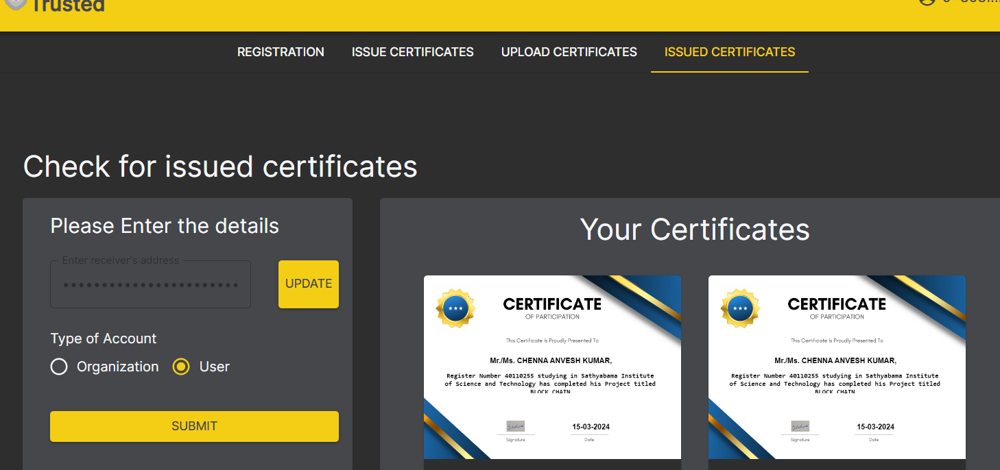 Trusted
REGISTRATION
ISSUE CERTIFICATES
UPLOAD CERTIFICATES
ISSUED CERTIFICATES
Check for issued certificates
Please Enter the details
Enter receiver's address
UPDATE
Type of Account
Organization
User
SUBMIT
Your Certificates
CERTIFICATE
OF PARTICIPATION
This Certificate Is Proudly Presented To
Mr./Ms. CHENNA ANVESH KUMAR,
Register Number 40110255 studying in Sathyabama Institute
of Science and Technology has completed his Project titled
BLOCK CHAIN
15-03-2024
Signature
Date
CERTIFICATE
OF PARTICIPATION
This Certificate Is Proudly Presented To
Mr./Ms. CHENNA ANVESH KUMAR,
Register Number 40110255 studying in Sathyabama Institute
of Science and Technology has completed his Project titled
BLOCK CHAIN
15-03-2024
Signature
Date